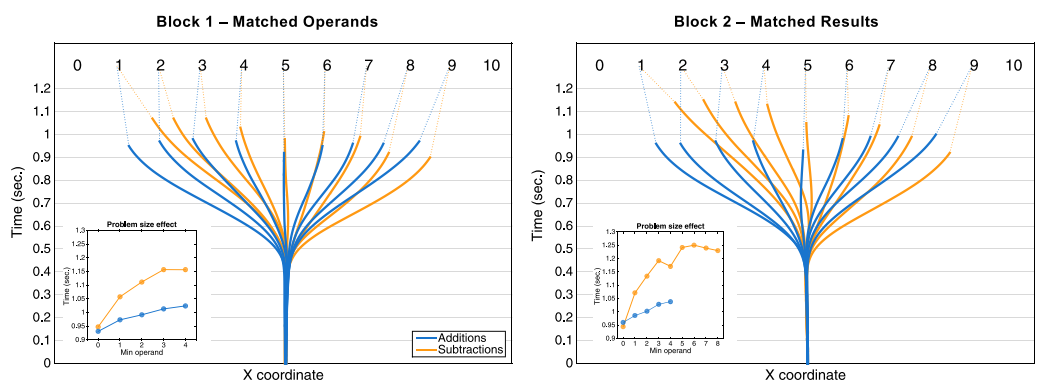 Block 1 – Matched Operands
0 1 2 3 4 5 6 7 8 9 10
1.2
1.1
1
0.9
0.8
0.7
0.6
0.5
0.4
0.3
0.2
0.1
0
Time (sec.)
Problem size effect
1.3
1.25
1.2
1.15
1.1
1.05
1
0.95
0.9
Time (sec.)
0 1 2 3 4
Min operand
Additions
Subtractions
X coordinate
Block 2 – Matched Results
0 1 2 3 4 5 6 7 8 9 10
1.2
1.1
1
0.9
0.8
0.7
0.6
0.5
0.4
0.3
0.2
0.1
0
Time (sec.)
Problem size effect
1.3
1.25
1.2
1.15
1.1
1.05
1
0.95
0.9
Time (sec.)
0 1 2 3 4 5 6 7 8
Min operand
X coordinate